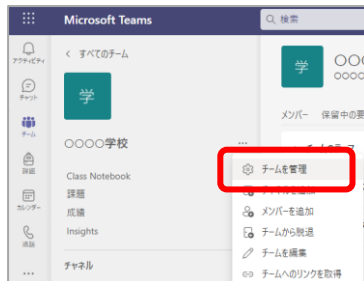 Microsoft Teams
検索
アクティビティ
< すべてのチーム
学
学
チャット
チーム
○○○○学校
メンバー 保留中の要
...
チームを管理
課題
Class Notebook
課題
メンバーを追加
カレンダー
成績
チームから脱退
Insights
チームを編集
通話
チャネル
チームへのリンクを取得
...